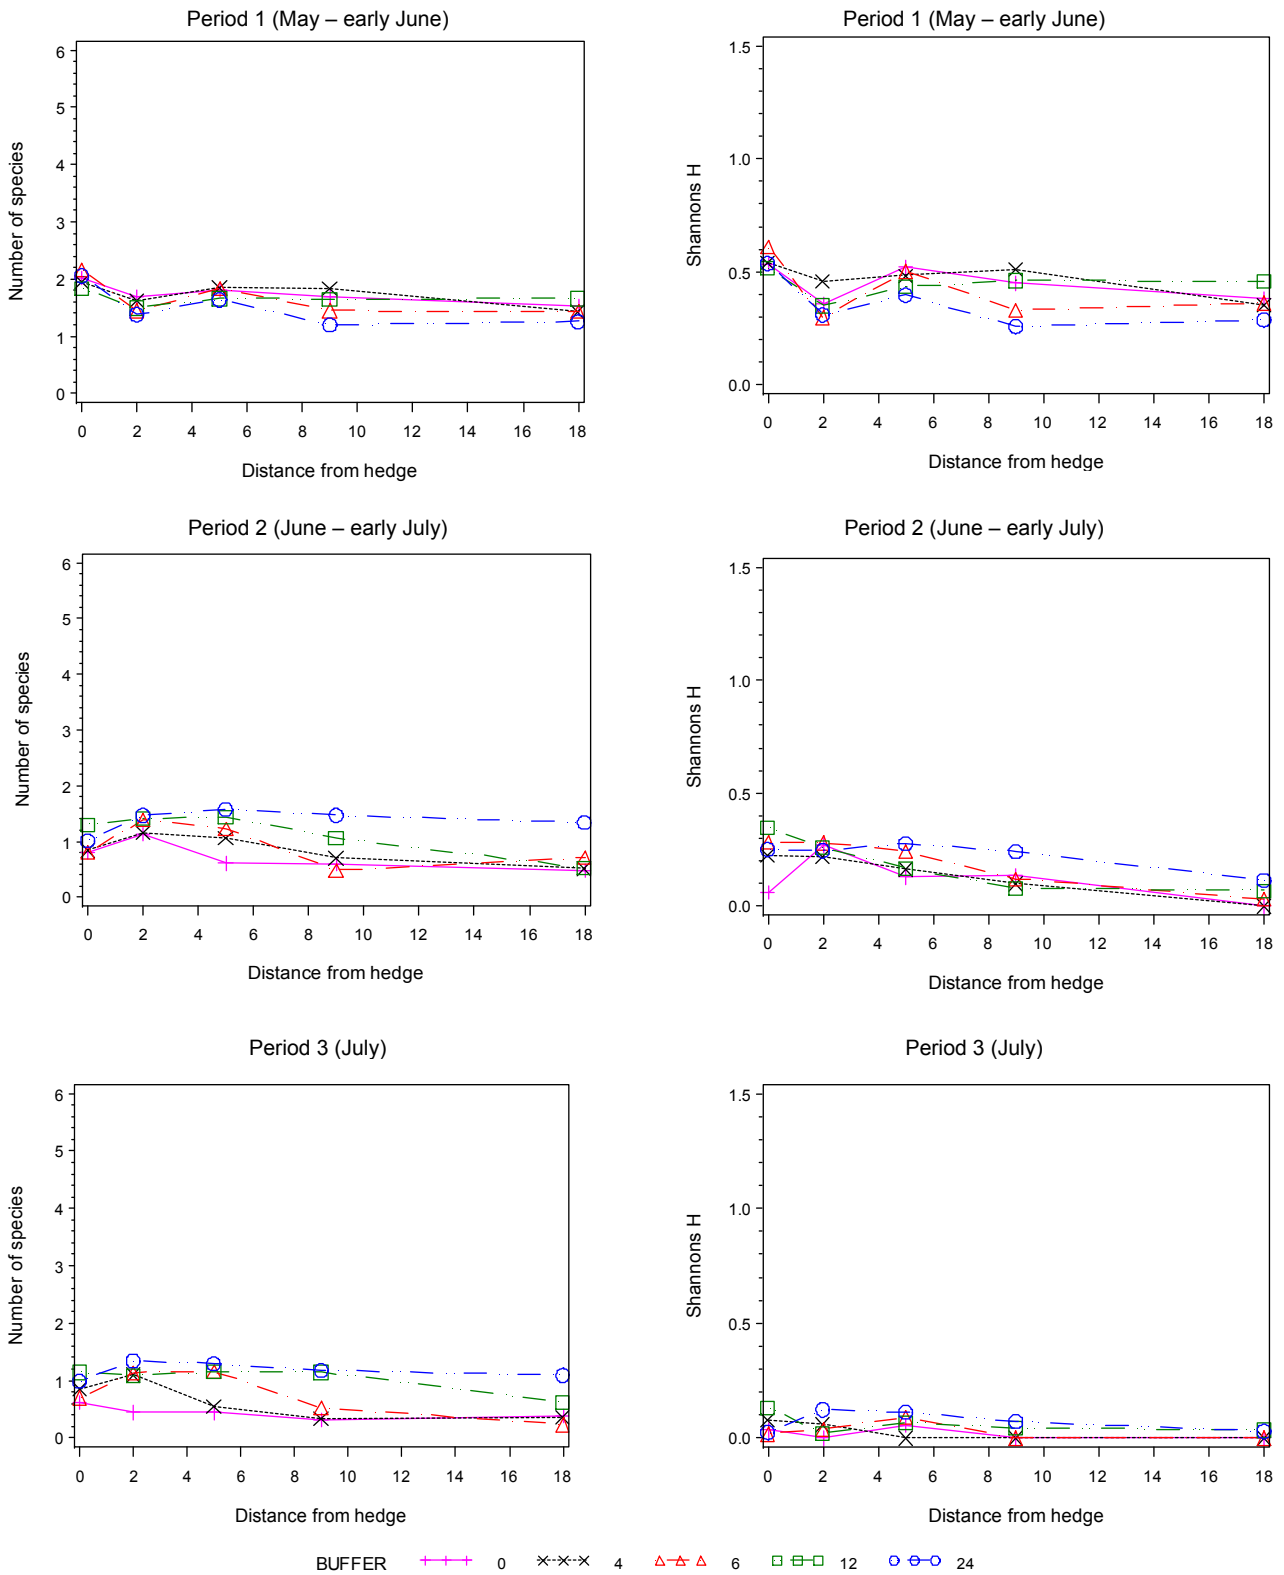 Period 1 (May – early June)
Number of species
6
5
4
3
2
1
0
0 2 4 6 8 10 12 14 16 18
Distance from hedge
Period 1 (May – early June)
Shannons H
1.5
1.0
0.5
0.0
0 2 4 6 8 10 12 14 16 18
Distance from hedge
Period 2 (June – early July)
Number of species
6
5
4
3
2
1
0
0 2 4 6 8 10 12 14 16 18
Distance from hedge
Period 2 (June – early July)
Shannons H
1.5
1.0
0.5
0.0
0 2 4 6 8 10 12 14 16 18
Distance from hedge
Period 3 (July)
Number of species
6
5
4
3
2
1
0
0 2 4 6 8 10 12 14 16 18
Distance from hedge
Period 3 (July)
Shannons H
1.5
1.0
0.5
0.0
0 2 4 6 8 10 12 14 16 18
Distance from hedge
BUFFER 0 4 6 12 24